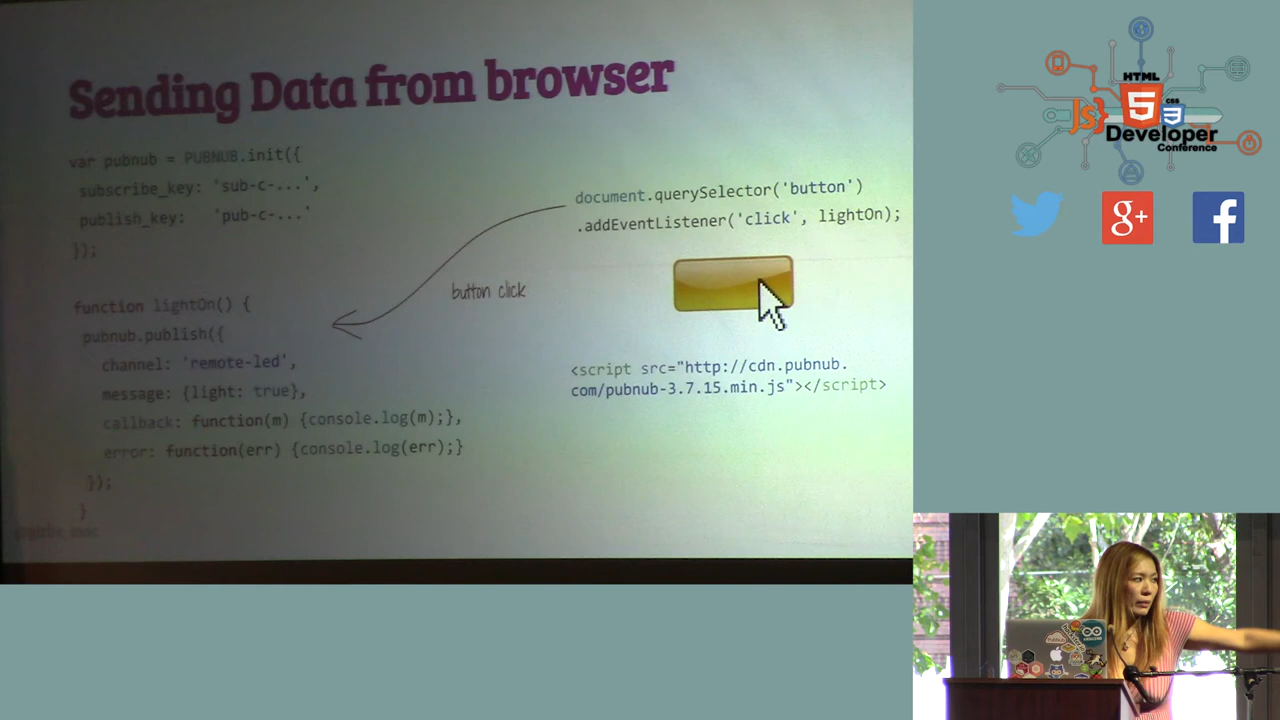 Sending Data from browser
var pubnub = PUBNUB.init({
subscribe_key: 'sub-c-...',
publish_key: 'pub-c-...'
});
function lightOn() {
pubnub.publish({
channel: 'remote-led',
message: {light: true},
callback: function(m) {console.log(m);},
error: function(err) {console.log(err);}
});
}
button click
document.querySelector('button')
.addEventListener('click', lightOn);
<script src="http://cdn.pubnub.
com/pubnub-3.7.15.min.js"></script>
HTML
5
JS}
CSS
3
Developer
Conference
g+
f